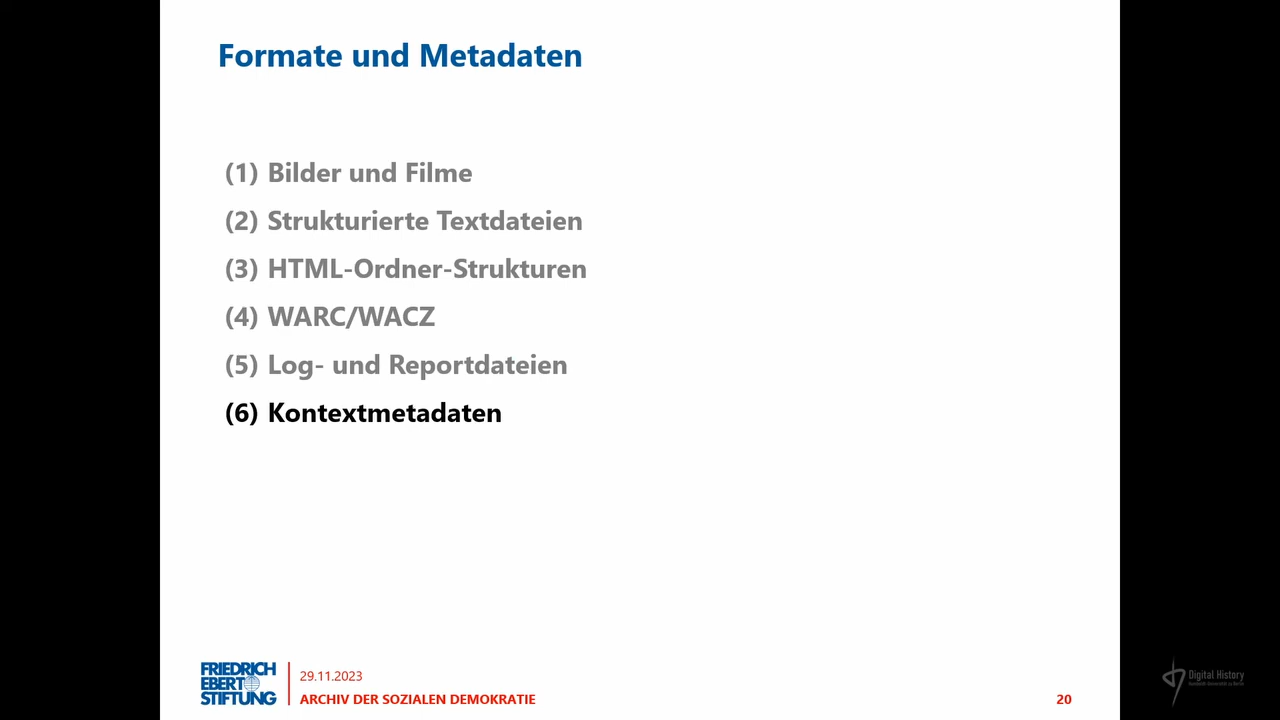 Formate und Metadaten
(1) Bilder und Filme
(2) Strukturierte Textdateien
(3) HTML-Ordner-Strukturen
(4) WARC/WACZ
(5) Log- und Reportdateien
(6) Kontextmetadaten
FRIEDRICH
EBERT
STIFTUNG
29.11.2023
ARCHIV DER SOZIALEN DEMOKRATIE
20
Digital History